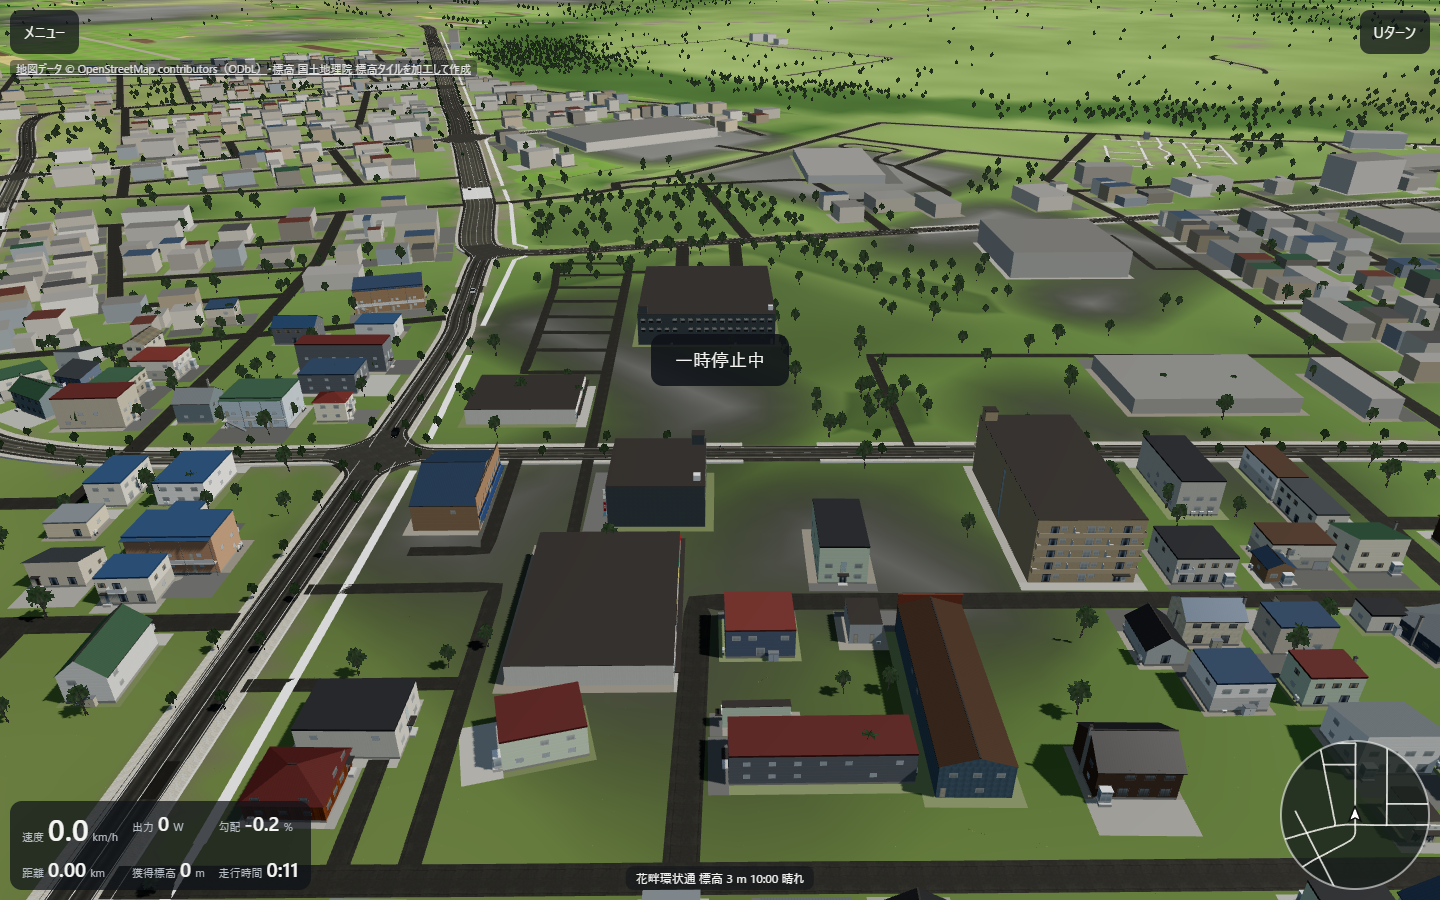 メニュー
Uターン
地図データ © OpenStreetMap contributors（ODbL）・標高 国土地理院 標高タイルを加工して作成
一時停止中
速度 0.0 km/h 出力 0 W 勾配 -0.2 %
距離 0.00 km 獲得標高 0 m 走行時間 0:11
花畔環状通 標高 3 m 10:00 晴れ